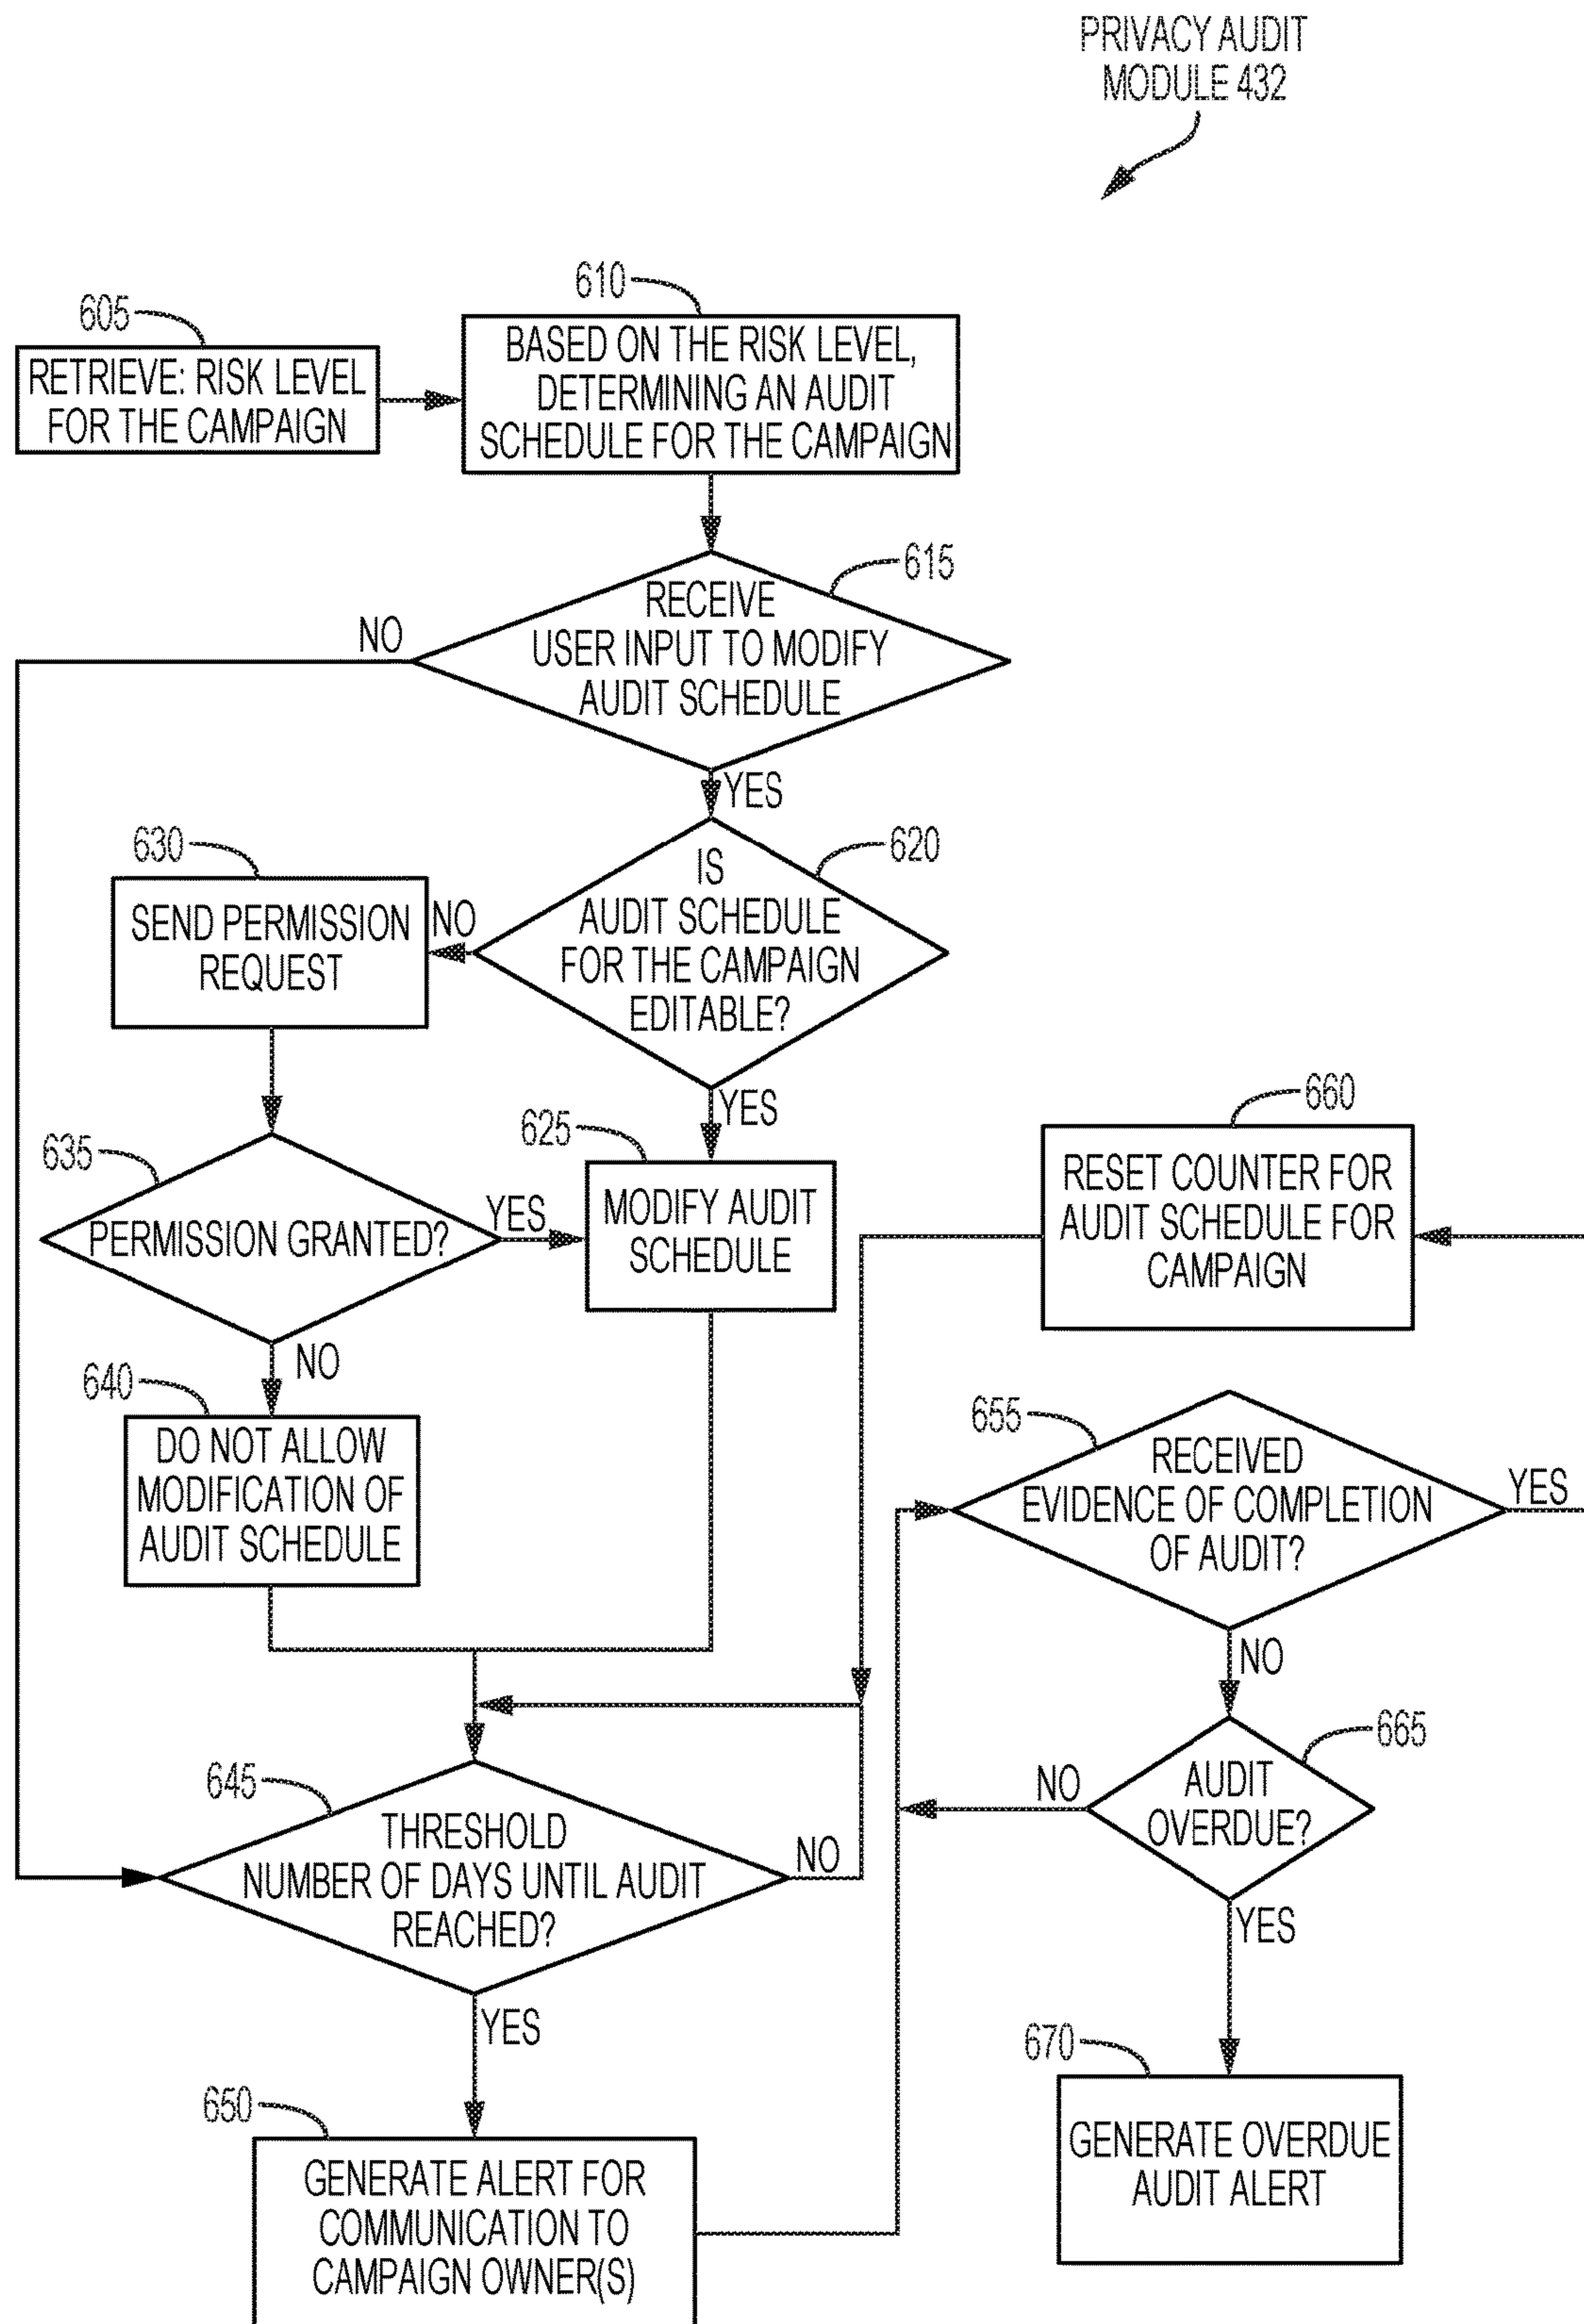 PRIVACY AUDIT
MODULE 432
605
RETRIEVE: RISK LEVEL
FOR THE CAMPAIGN
610
BASED ON THE RISK LEVEL,
DETERMINING AN AUDIT
SCHEDULE FOR THE CAMPAIGN
615
RECEIVE
USER INPUT TO MODIFY
AUDIT SCHEDULE
NO
YES
620
IS
AUDIT SCHEDULE
FOR THE CAMPAIGN
EDITABLE?
NO
YES
630
SEND PERMISSION
REQUEST
635
PERMISSION GRANTED?
YES
NO
625
MODIFY AUDIT
SCHEDULE
640
DO NOT ALLOW
MODIFICATION OF
AUDIT SCHEDULE
645
THRESHOLD
NUMBER OF DAYS UNTIL AUDIT
REACHED?
NO
YES
650
GENERATE ALERT FOR
COMMUNICATION TO
CAMPAIGN OWNER(S)
660
RESET COUNTER FOR
AUDIT SCHEDULE FOR
CAMPAIGN
655
RECEIVED
EVIDENCE OF COMPLETION
OF AUDIT?
YES
NO
665
AUDIT
OVERDUE?
NO
YES
670
GENERATE OVERDUE
AUDIT ALERT